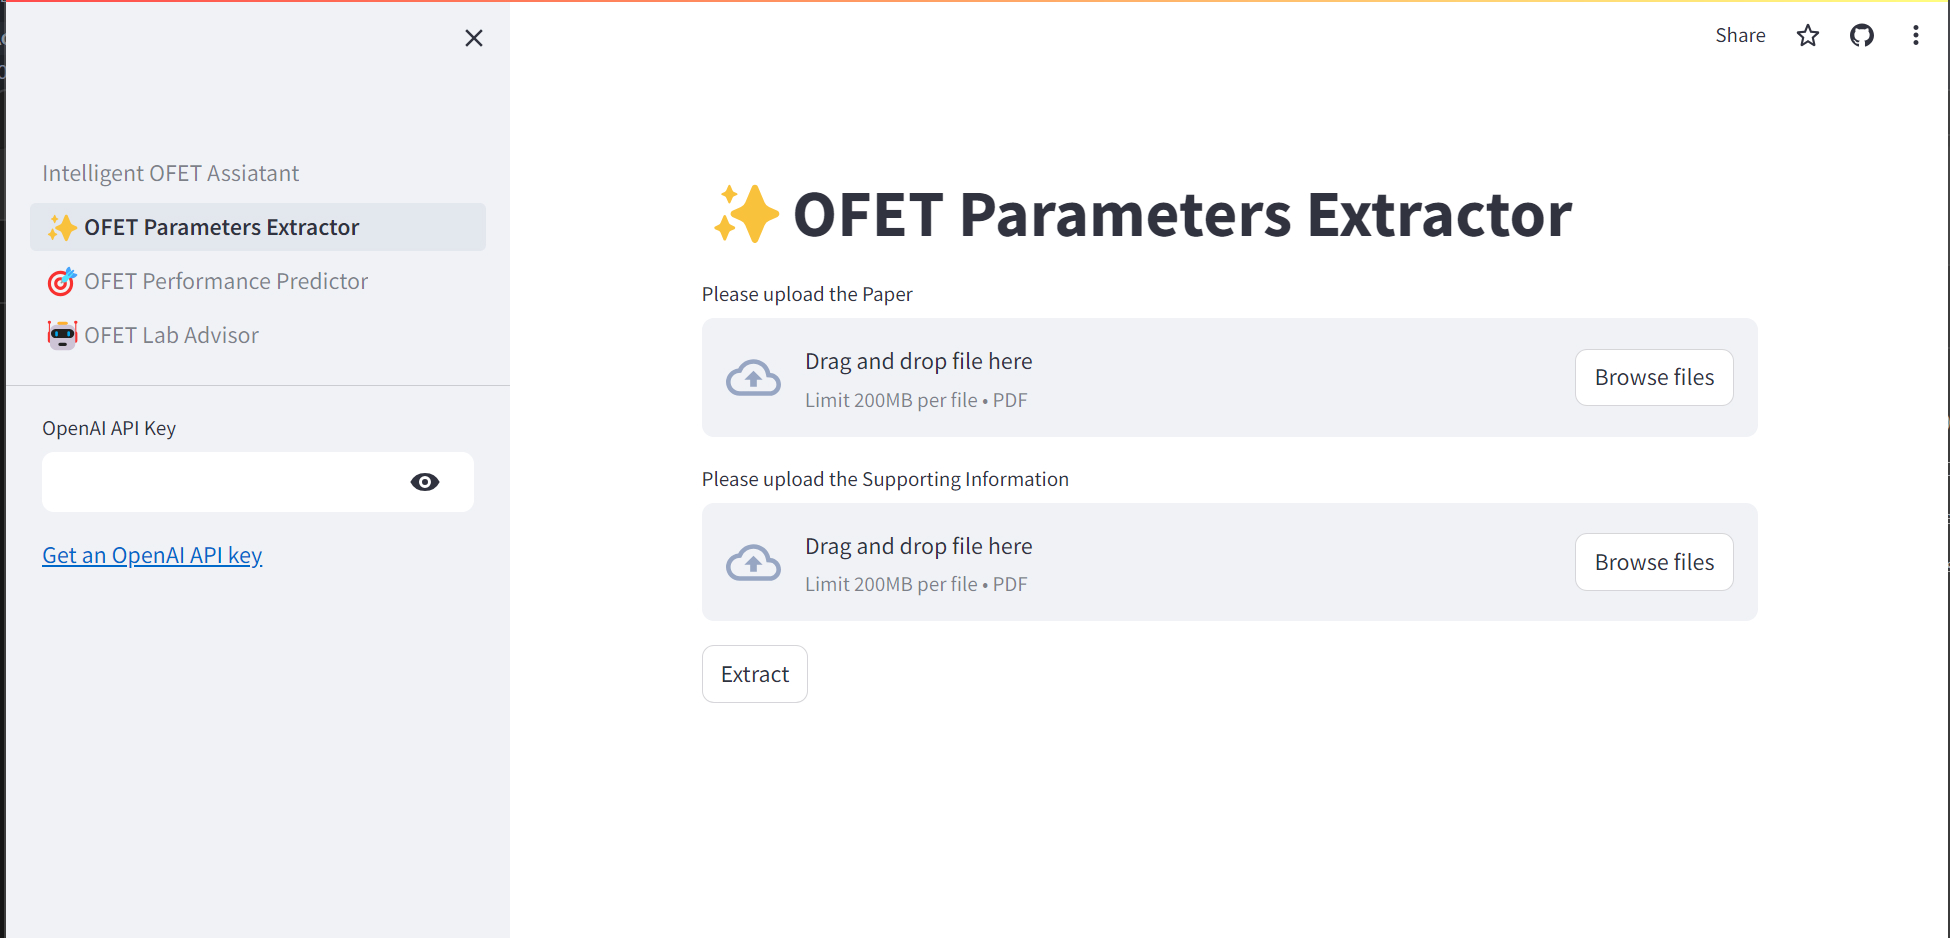 Share
Intelligent OFET Assiatant
OFET Parameters Extractor
OFET Performance Predictor
OFET Lab Advisor
OpenAI API Key
Get an OpenAI API key
OFET Parameters Extractor
Please upload the Paper
Drag and drop file here
Limit 200MB per file • PDF
Browse files
Please upload the Supporting Information
Drag and drop file here
Limit 200MB per file • PDF
Browse files
Extract